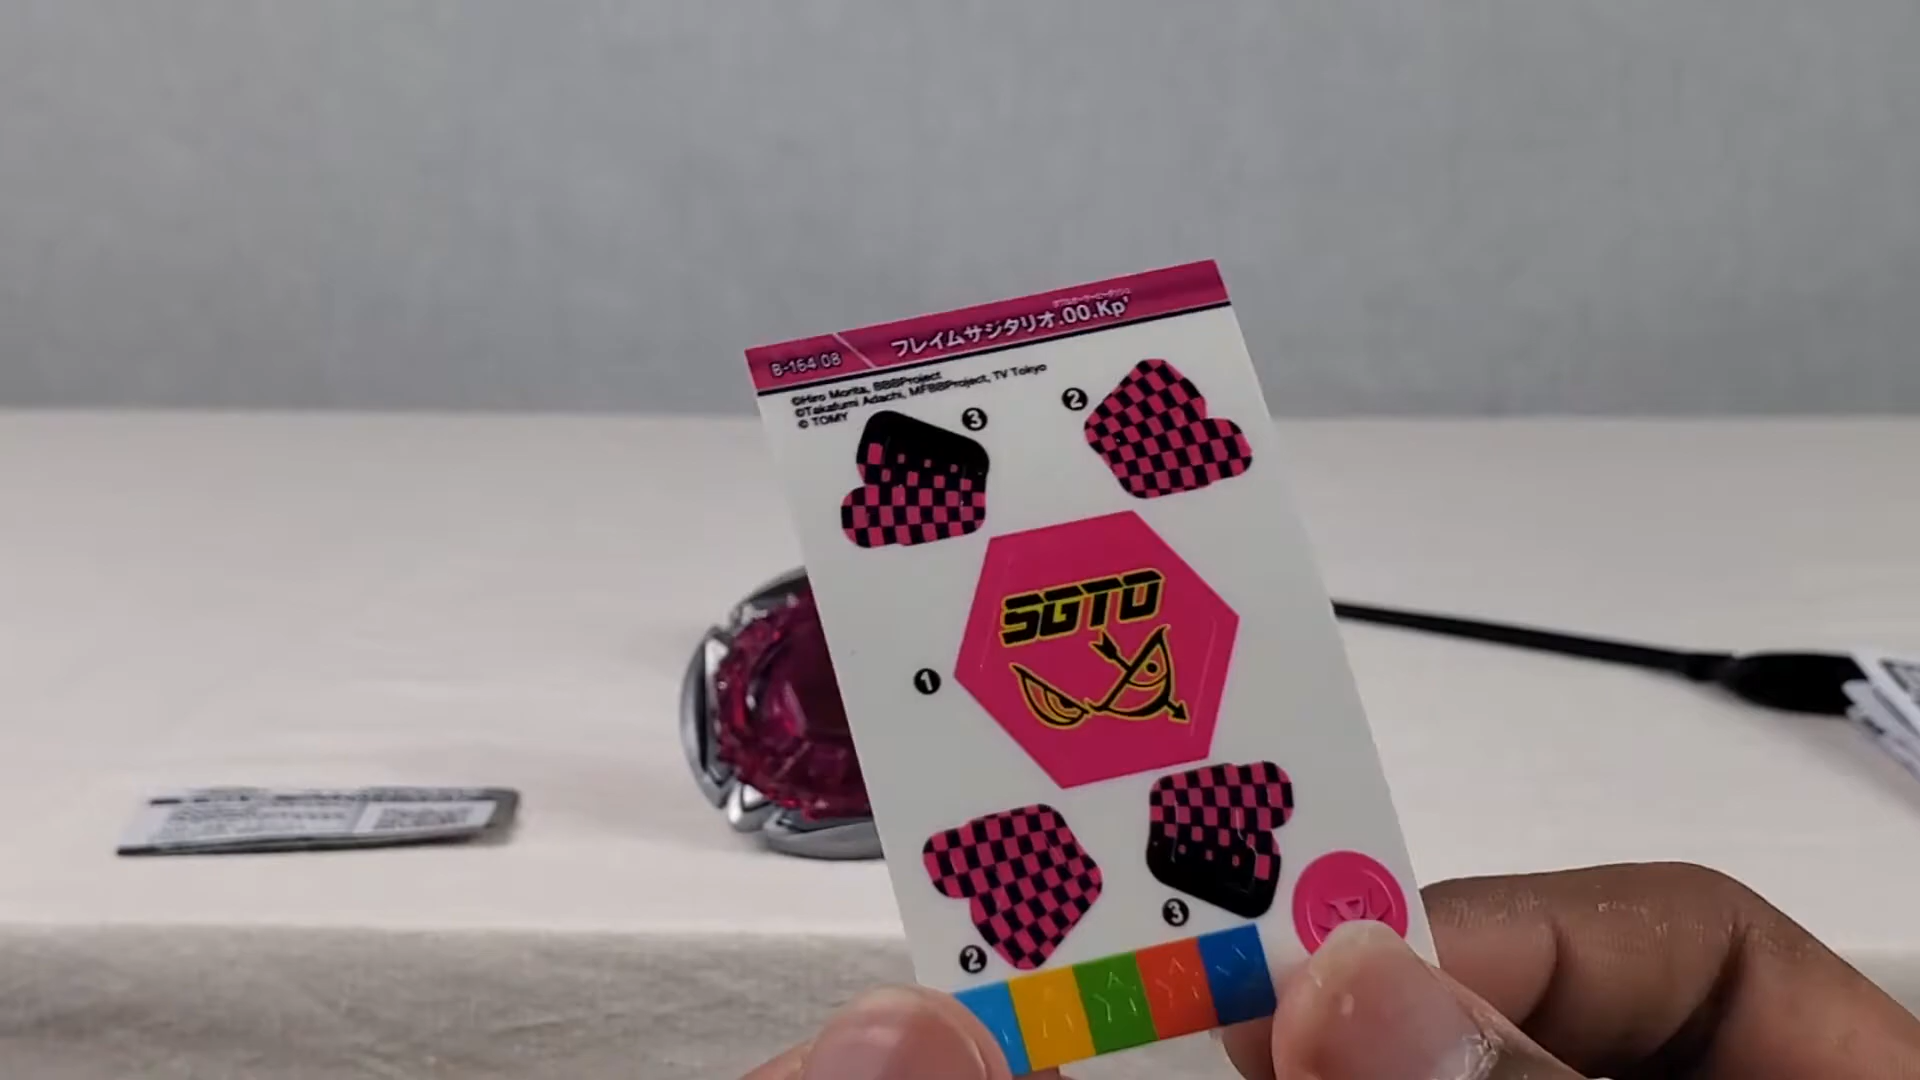 B-164 08
フレイムサジタリオ.00.Kp'
©Hiro Morita, BBBProject
©Takafumi Adachi, MFBBProject, TV Tokyo
© TOMY
3
2
SGTO
1
3
2